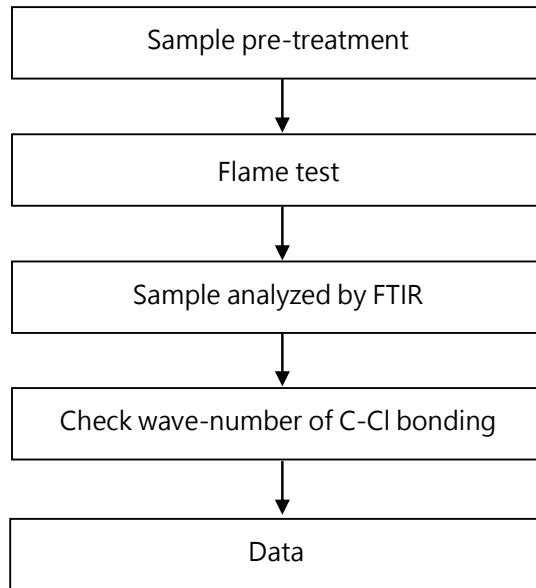 Sample pre-treatment
Flame test
Sample analyzed by FTIR
Check wave-number of C-Cl bonding
Data